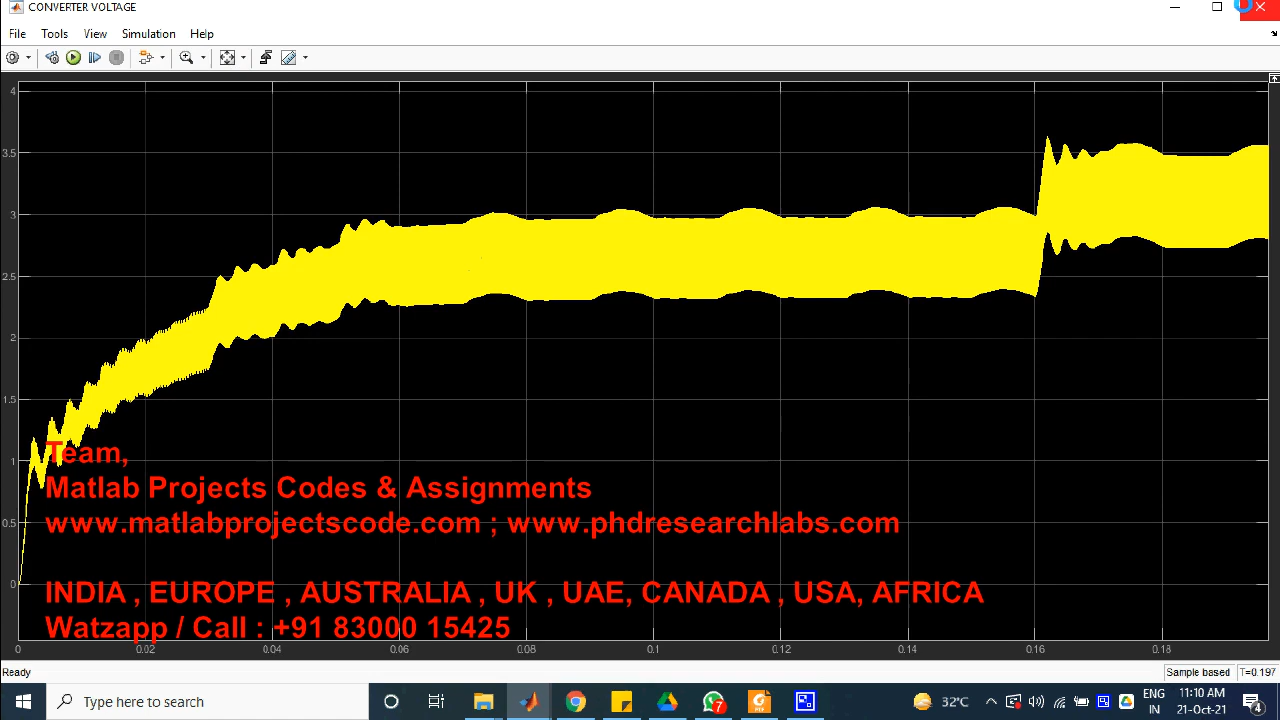 CONVERTER VOLTAGE
File Tools View Simulation Help
4
3.5
3
2.5
2
1.5
1
0.5
0
0 0.02 0.04 0.06 0.08 0.1 0.12 0.14 0.16 0.18
Team,
Matlab Projects Codes & Assignments
www.matlabprojectscode.com ; www.phdresearchlabs.com
INDIA , EUROPE , AUSTRALIA , UK , UAE, CANADA , USA, AFRICA
Watzapp / Call : +91 83000 15425
Ready
Sample based T=0.197
Type here to search
7
32°C
ENG
IN
11:10 AM
21-Oct-21
4